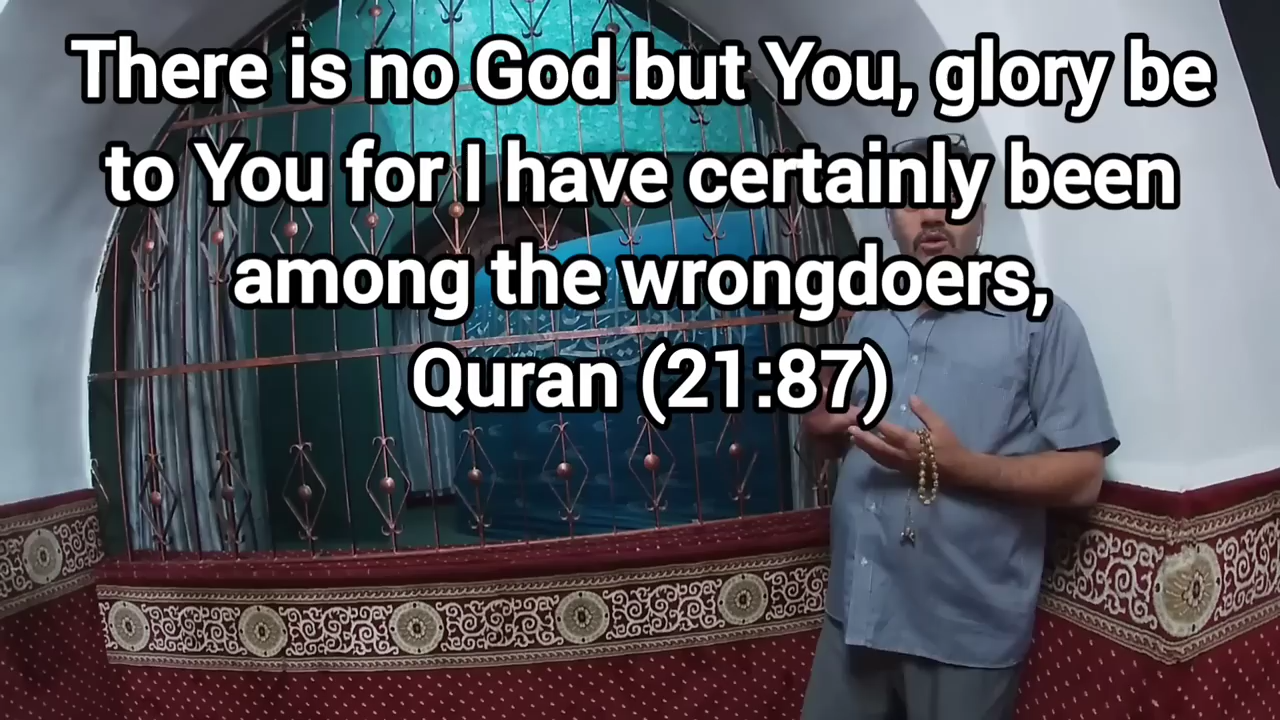 There is no God but You, glory be
to You for I have certainly been
among the wrongdoers,
Quran (21:87)